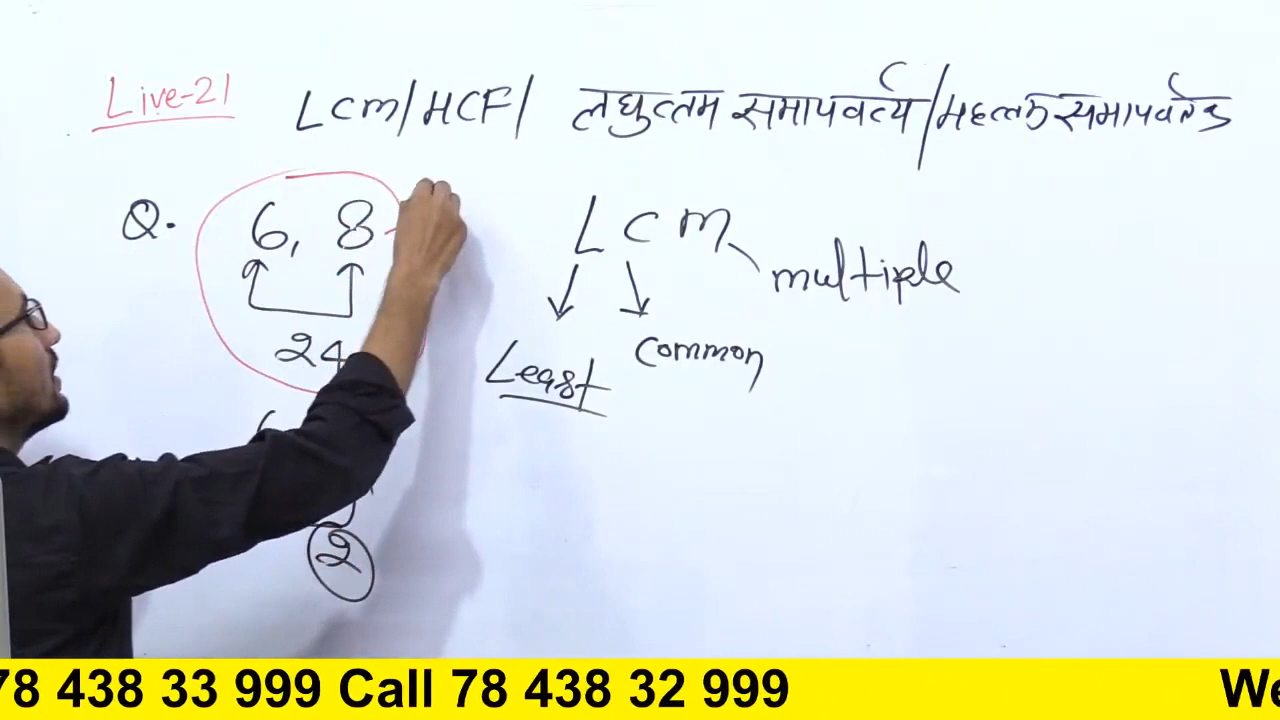 Live-21 LCM/HCF/ लघुत्तम समापवर्त्य/महत्तम समापवर्तक
Q. 6, 8
24
2
LCM
multiple
Least
Common
78 438 33 999 Call 78 438 32 999